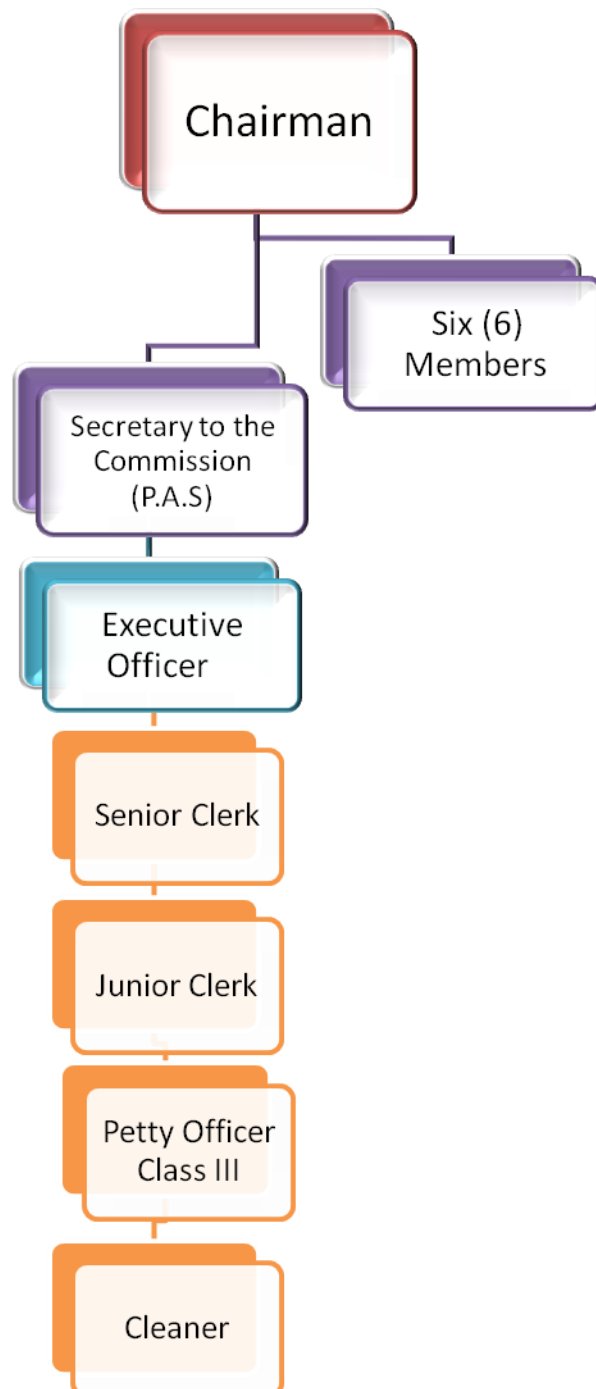 Chairman
Six (6)
Members
Secretary to the
Commission
(P.A.S)
Executive
Officer
Senior Clerk
Junior Clerk
Petty Officer
Class III
Cleaner